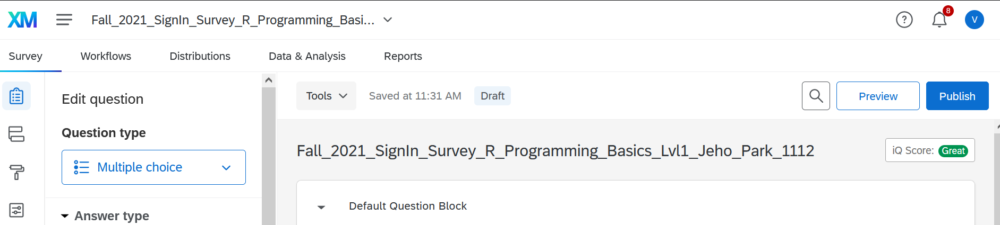 XM
Fall_2021_SignIn_Survey_R_Programming_Basi...
8
V
Survey
Workflows
Distributions
Data & Analysis
Reports
Edit question
Question type
Multiple choice
Answer type
Tools
Saved at 11:31 AM
Draft
Preview
Publish
Fall_2021_SignIn_Survey_R_Programming_Basics_Lvl1_Jeho_Park_1112
iQ Score: Great
Default Question Block